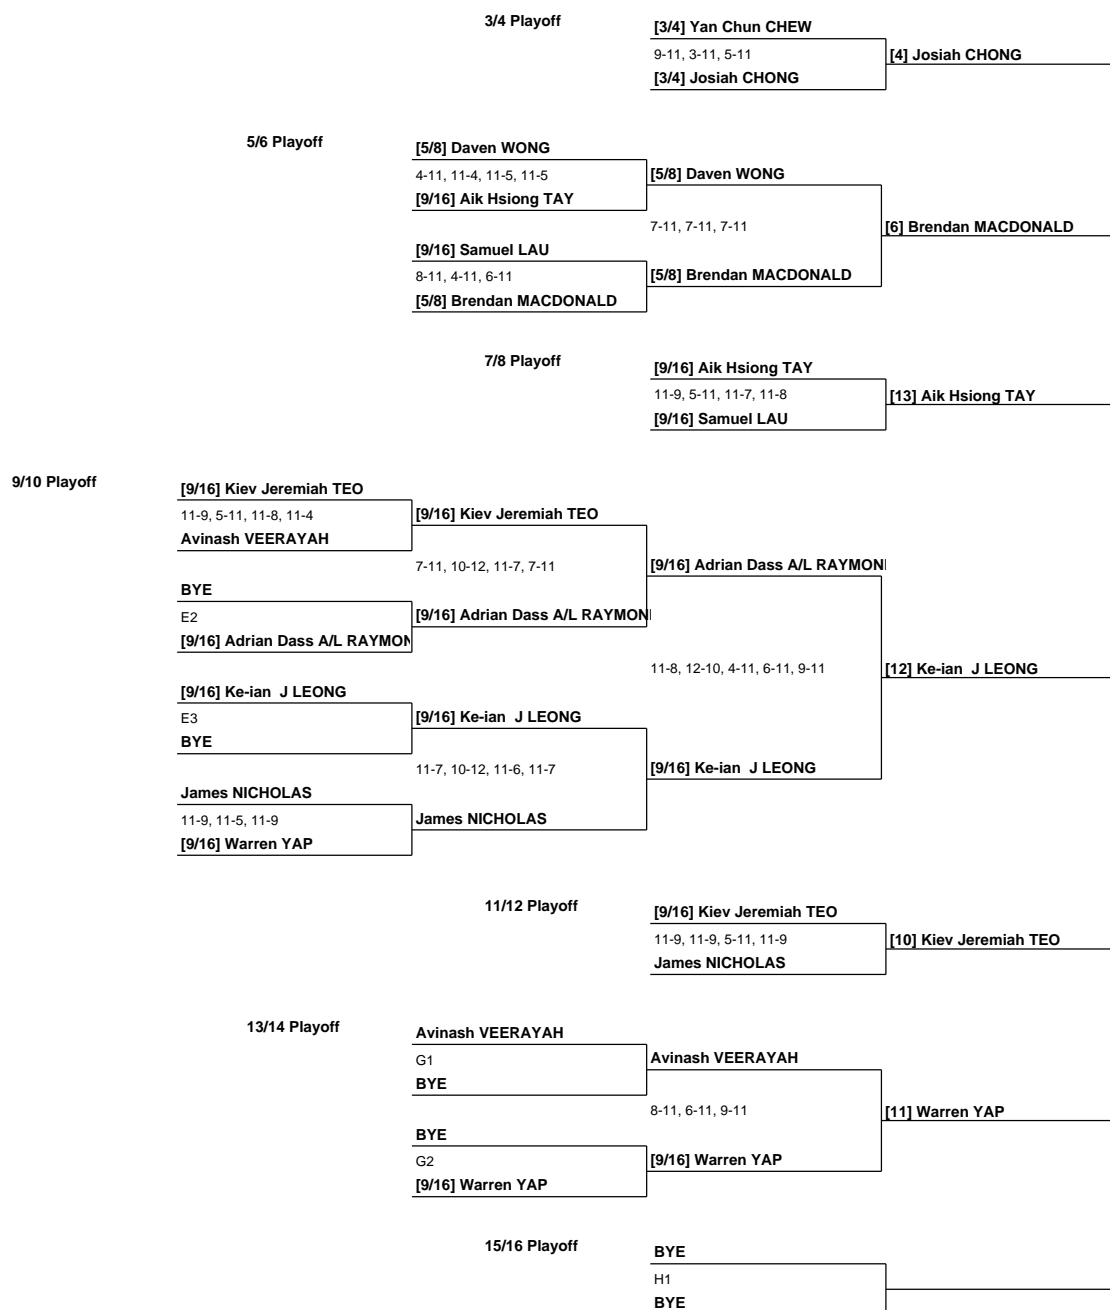 3/4 Playoff
[3/4] Yan Chun CHEW
9-11, 3-11, 5-11
[4] Josiah CHONG
[3/4] Josiah CHONG
5/6 Playoff
[5/8] Daven WONG
4-11, 11-4, 11-5, 11-5
[5/8] Daven WONG
[9/16] Aik Hsiong TAY
7-11, 7-11, 7-11
[6] Brendan MACDONALD
[9/16] Samuel LAU
8-11, 4-11, 6-11
[5/8] Brendan MACDONALD
[5/8] Brendan MACDONALD
7/8 Playoff
[9/16] Aik Hsiong TAY
11-9, 5-11, 11-7, 11-8
[13] Aik Hsiong TAY
[9/16] Samuel LAU
9/10 Playoff
[9/16] Kiev Jeremiah TEO
11-9, 5-11, 11-8, 11-4
[9/16] Kiev Jeremiah TEO
Avinash VEERAYAH
7-11, 10-12, 11-7, 7-11
[9/16] Adrian Dass A/L RAYMON
BYE
E2
[9/16] Adrian Dass A/L RAYMON
[9/16] Adrian Dass A/L RAYMON
11-8, 12-10, 4-11, 6-11, 9-11
[12] Ke-ian J LEONG
[9/16] Ke-ian J LEONG
E3
[9/16] Ke-ian J LEONG
BYE
11-7, 10-12, 11-6, 11-7
[9/16] Ke-ian J LEONG
James NICHOLAS
11-9, 11-5, 11-9
James NICHOLAS
[9/16] Warren YAP
11/12 Playoff
[9/16] Kiev Jeremiah TEO
11-9, 11-9, 5-11, 11-9
[10] Kiev Jeremiah TEO
James NICHOLAS
13/14 Playoff
Avinash VEERAYAH
G1
Avinash VEERAYAH
BYE
8-11, 6-11, 9-11
[11] Warren YAP
BYE
G2
[9/16] Warren YAP
[9/16] Warren YAP
15/16 Playoff
BYE
H1
BYE